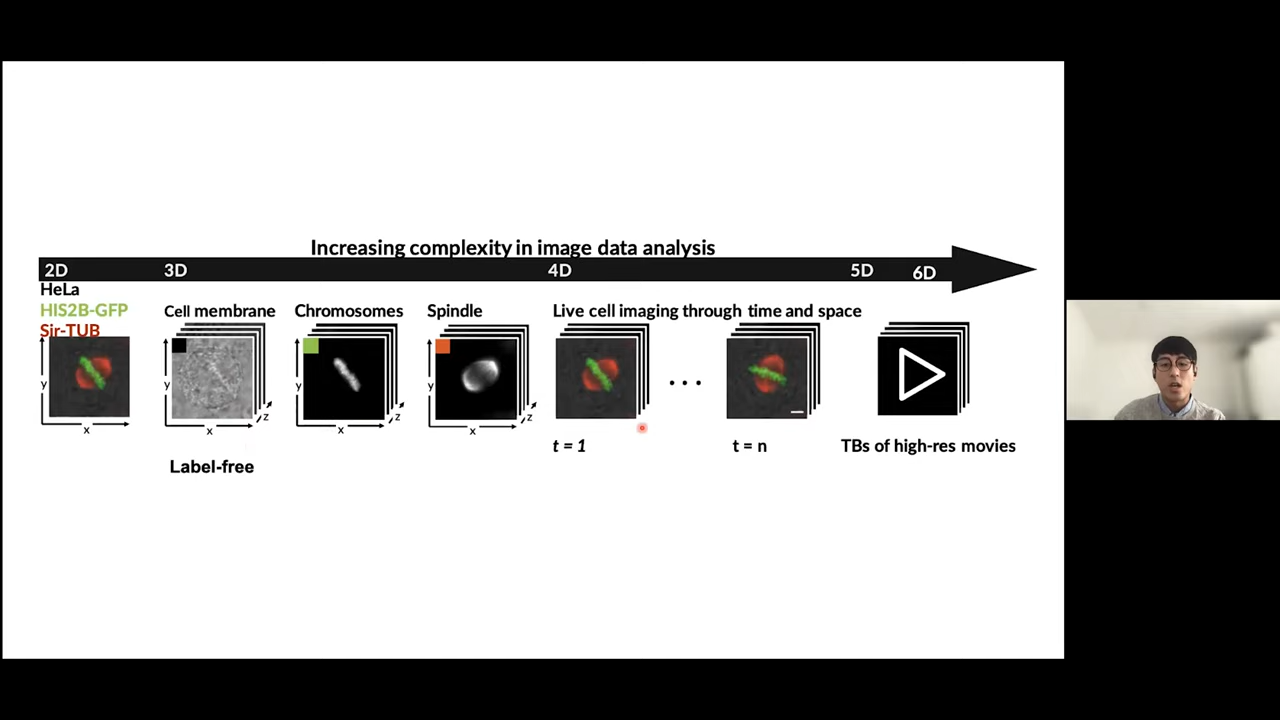 Increasing complexity in image data analysis
2D 3D 4D 5D 6D
HeLa
HIS2B-GFP
Sir-TUB
Cell membrane Chromosomes Spindle Live cell imaging through time and space
y y y y
z z z
x x x x
...
t = 1 t = n TBs of high-res movies
Label-free